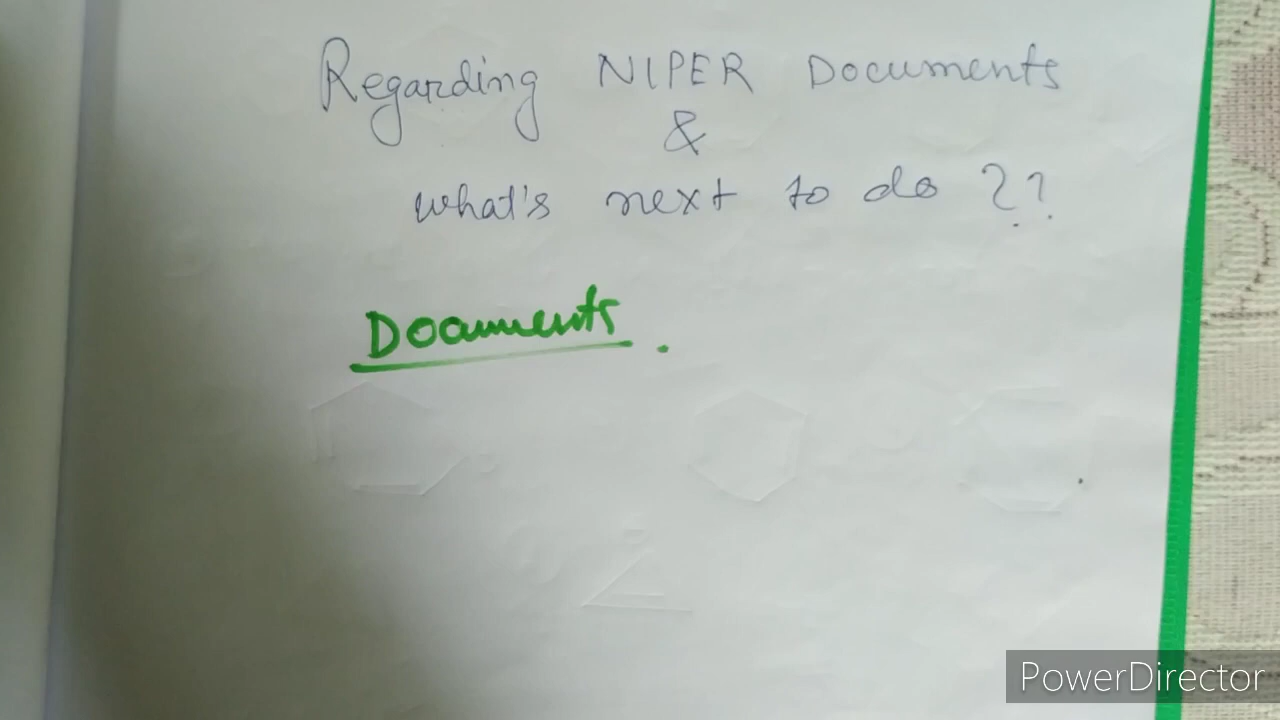 Regarding NIPER Documents
&
what's next to do ??
Documents.
PowerDirector